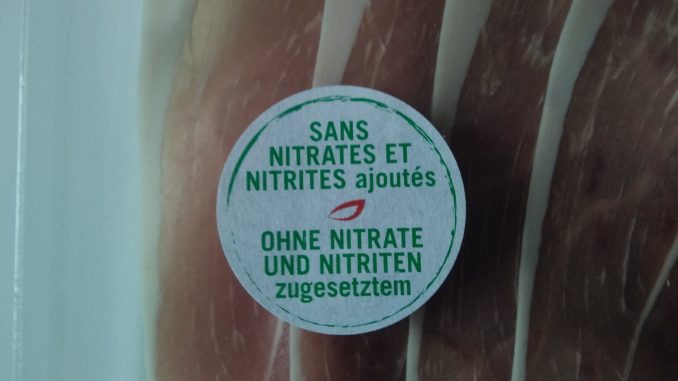 SANS
NITRATES ET
NITRITES ajoutés
OHNE NITRATE
UND NITRITEN
zugesetztem